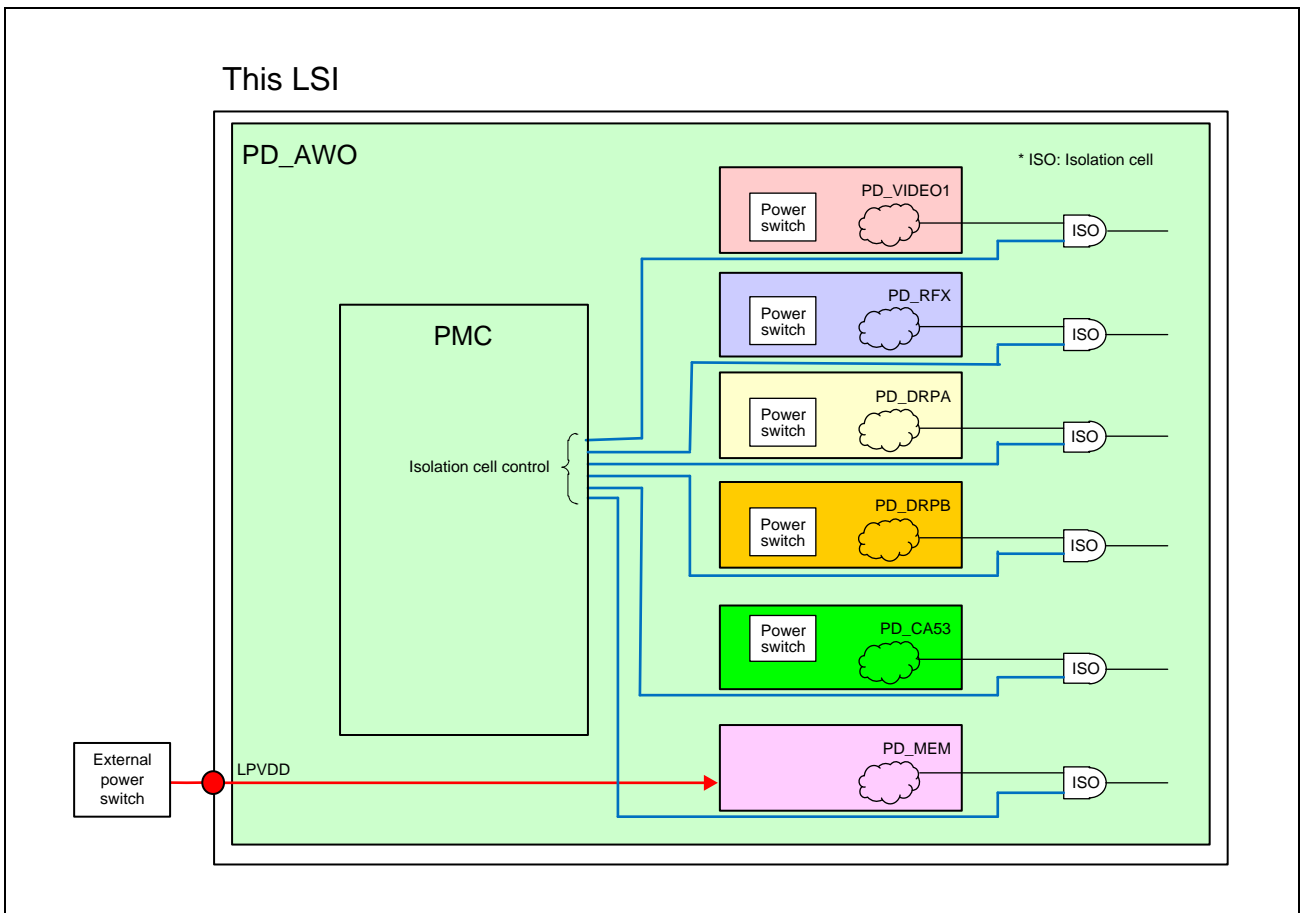 This LSI
PD_AWO
* ISO: Isolation cell
PD_VIDEO1
Power
switch
ISO
PD_RFX
Power
switch
ISO
PMC
PD_DRPA
Power
switch
ISO
Isolation cell control
PD_DRPB
Power
switch
ISO
PD_CA53
Power
switch
ISO
PD_MEM
ISO
External
power
switch
LPVDD